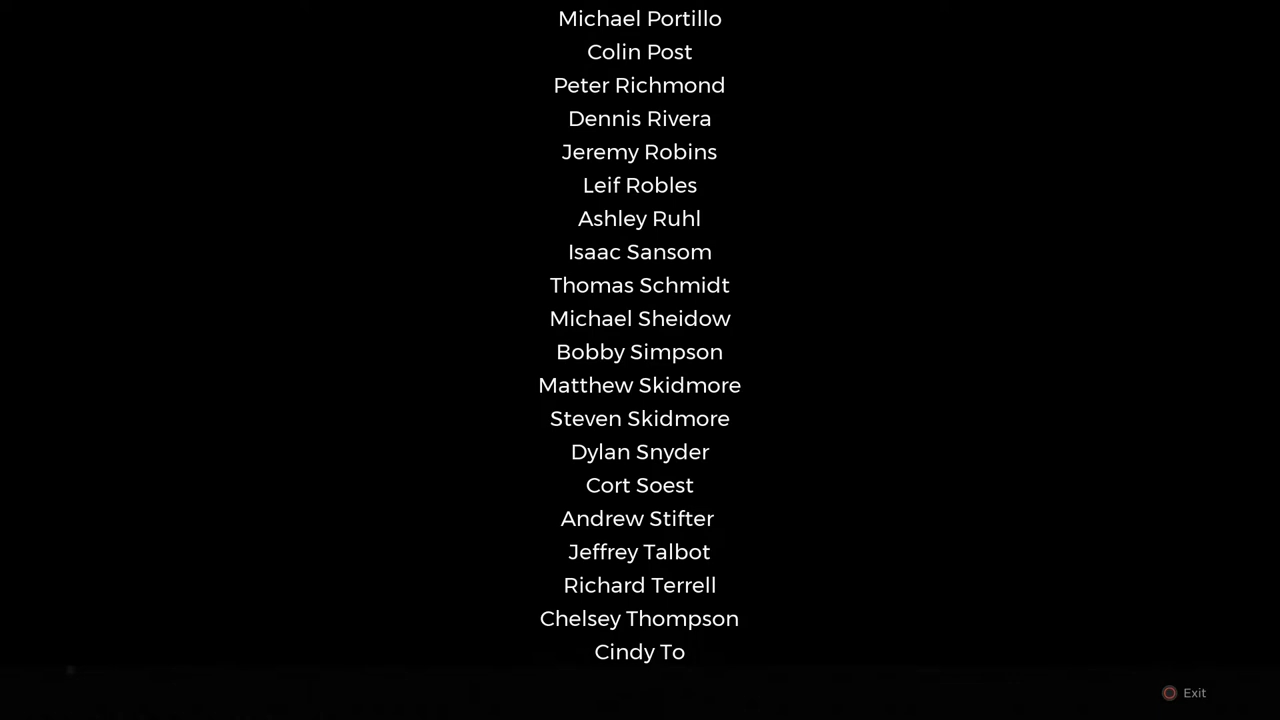 Michael Portillo
Colin Post
Peter Richmond
Dennis Rivera
Jeremy Robins
Leif Robles
Ashley Ruhl
Isaac Sansom
Thomas Schmidt
Michael Sheidow
Bobby Simpson
Matthew Skidmore
Steven Skidmore
Dylan Snyder
Cort Soest
Andrew Stifter
Jeffrey Talbot
Richard Terrell
Chelsey Thompson
Cindy To
Exit